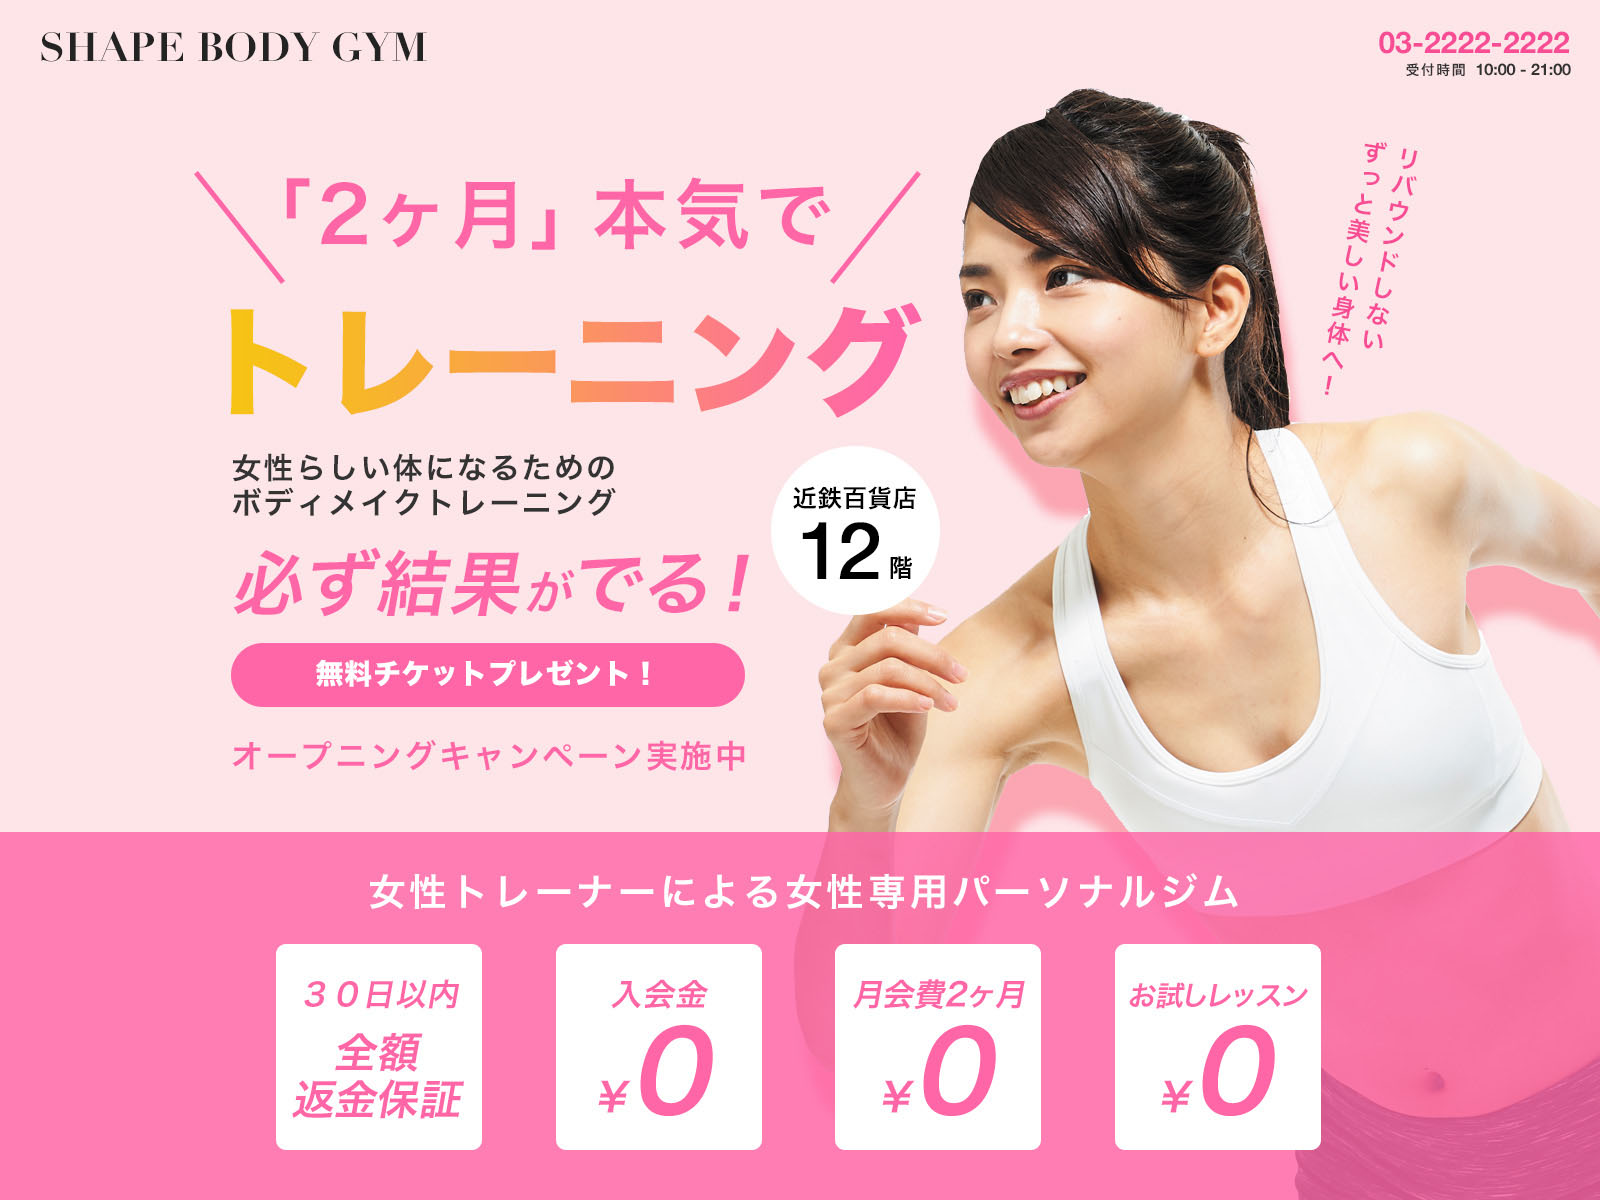 SHAPE BODY GYM
03-2222-2222
受付時間 10:00 - 21:00
「2ヶ月」本気で
トレーニング
リバウンドしない
ずっと美しい身体へ！
女性らしい体になるための
ボディメイクトレーニング
近鉄百貨店
12階
必ず結果がでる！
無料チケットプレゼント！
オープニングキャンペーン実施中
女性トレーナーによる女性専用パーソナルジム
３０日以内
全額
返金保証
入会金
¥0
月会費2ヶ月
¥0
お試しレッスン
¥0